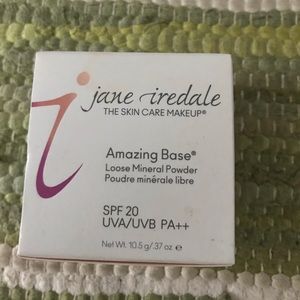 jane iredale
THE SKIN CARE MAKEUP®
Amazing Base®
Loose Mineral Powder
Poudre minérale libre
SPF 20
UVA/UVB PA++
Net Wt. 10.5 g/.37 oz e